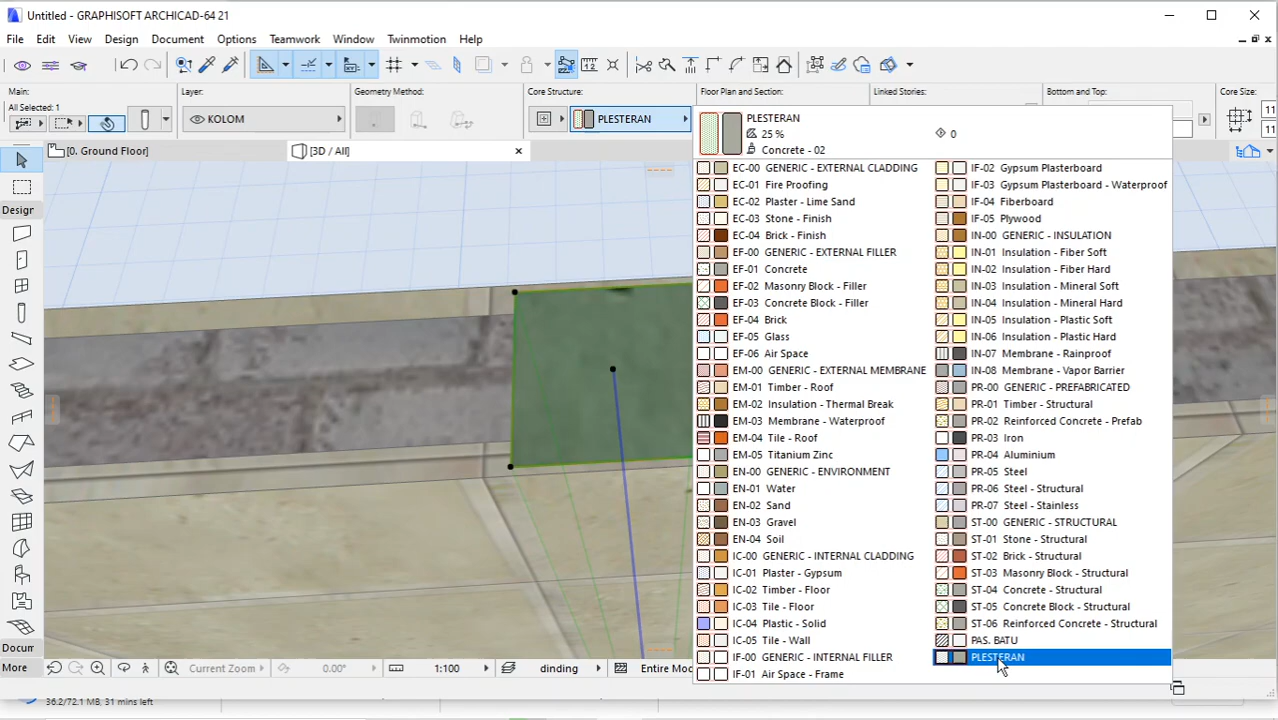 Untitled - GRAPHISOFT ARCHICAD-64 21
File Edit View Design Document Options Teamwork Window Twinmotion Help
Main: Layer: Geometry Method: Core Structure: Floor Plan and Section: Linked Stories: Bottom and Top: Core Size:
All Selected: 1
KOLOM
PLESTERAN
[0. Ground Floor]
[3D / All]
Design
Docum
More
PLESTERAN
25 %
0
Concrete - 02
EC-00 GENERIC - EXTERNAL CLADDING
EC-01 Fire Proofing
EC-02 Plaster - Lime Sand
EC-03 Stone - Finish
EC-04 Brick - Finish
EF-00 GENERIC - EXTERNAL FILLER
EF-01 Concrete
EF-02 Masonry Block - Filler
EF-03 Concrete Block - Filler
EF-04 Brick
EF-05 Glass
EF-06 Air Space
EM-00 GENERIC - EXTERNAL MEMBRANE
EM-01 Timber - Roof
EM-02 Insulation - Thermal Break
EM-03 Membrane - Waterproof
EM-04 Tile - Roof
EM-05 Titanium Zinc
EN-00 GENERIC - ENVIRONMENT
EN-01 Water
EN-02 Sand
EN-03 Gravel
EN-04 Soil
IC-00 GENERIC - INTERNAL CLADDING
IC-01 Plaster - Gypsum
IC-02 Timber - Floor
IC-03 Tile - Floor
IC-04 Plastic - Solid
IC-05 Tile - Wall
IF-00 GENERIC - INTERNAL FILLER
IF-01 Air Space - Frame
IF-02 Gypsum Plasterboard
IF-03 Gypsum Plasterboard - Waterproof
IF-04 Fiberboard
IF-05 Plywood
IN-00 GENERIC - INSULATION
IN-01 Insulation - Fiber Soft
IN-02 Insulation - Fiber Hard
IN-03 Insulation - Mineral Soft
IN-04 Insulation - Mineral Hard
IN-05 Insulation - Plastic Soft
IN-06 Insulation - Plastic Hard
IN-07 Membrane - Rainproof
IN-08 Membrane - Vapor Barrier
PR-00 GENERIC - PREFABRICATED
PR-01 Timber - Structural
PR-02 Reinforced Concrete - Prefab
PR-03 Iron
PR-04 Aluminium
PR-05 Steel
PR-06 Steel - Structural
PR-07 Steel - Stainless
ST-00 GENERIC - STRUCTURAL
ST-01 Stone - Structural
ST-02 Brick - Structural
ST-03 Masonry Block - Structural
ST-04 Concrete - Structural
ST-05 Concrete Block - Structural
ST-06 Reinforced Concrete - Structural
PAS. BATU
PLESTERAN
Current Zoom 0.00° 1:100 dinding Entire Mod
36.2/72.1 MB, 31 mins left